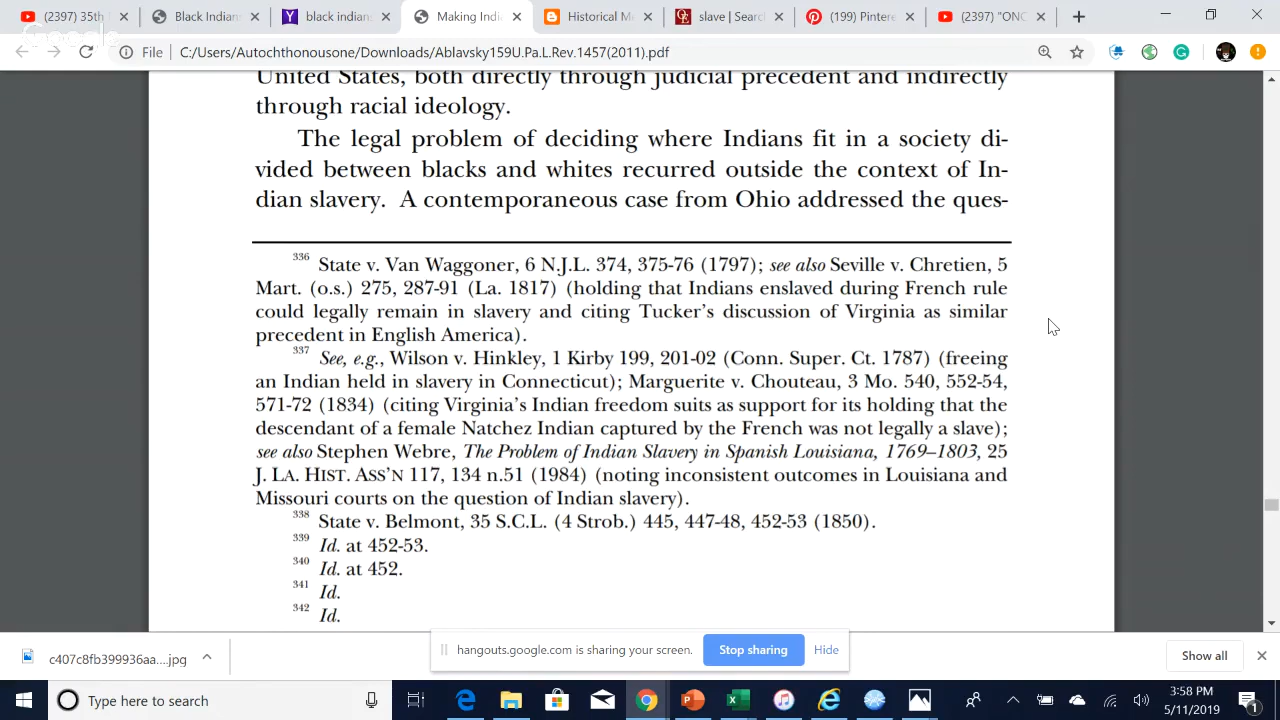 (2397) 35th
Black Indian
black indians
Making Indi
Historical M
slave | Searc
(199) Pintere
(2397) "ONC
Google
File
C:/Users/Autochthonousone/Downloads/Ablavsky159U.Pa.L.Rev.1457(2011).pdf
United States, both directly through judicial precedent and indirectly
through racial ideology.
The legal problem of deciding where Indians fit in a society di-
vided between blacks and whites recurred outside the context of In-
dian slavery. A contemporaneous case from Ohio addressed the ques-
336 State v. Van Waggoner, 6 N.J.L. 374, 375-76 (1797); see also Seville v. Chretien, 5
Mart. (o.s.) 275, 287-91 (La. 1817) (holding that Indians enslaved during French rule
could legally remain in slavery and citing Tucker's discussion of Virginia as similar
precedent in English America).
337 See, e.g., Wilson v. Hinkley, 1 Kirby 199, 201-02 (Conn. Super. Ct. 1787) (freeing
an Indian held in slavery in Connecticut); Marguerite v. Chouteau, 3 Mo. 540, 552-54,
571-72 (1834) (citing Virginia's Indian freedom suits as support for its holding that the
descendant of a female Natchez Indian captured by the French was not legally a slave);
see also Stephen Webre, The Problem of Indian Slavery in Spanish Louisiana, 1769–1803, 25
J. LA. HIST. ASS'N 117, 134 n.51 (1984) (noting inconsistent outcomes in Louisiana and
Missouri courts on the question of Indian slavery).
338 State v. Belmont, 35 S.C.L. (4 Strob.) 445, 447-48, 452-53 (1850).
339 Id. at 452-53.
340 Id. at 452.
341 Id.
342 Id.
hangouts.google.com is sharing your screen.
Stop sharing
Hide
c407c8fb399936aa....jpg
Show all
Type here to search
3:58 PM
5/11/2019
1